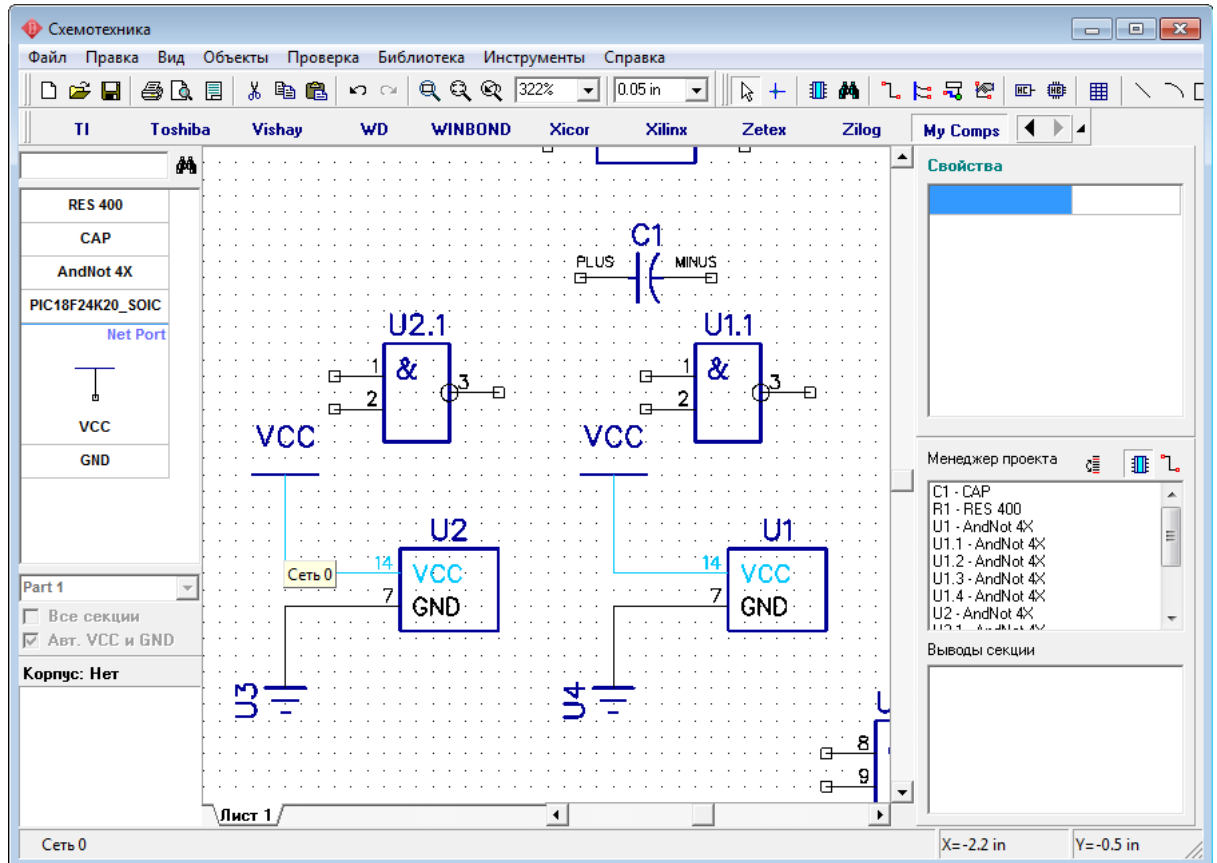 Схемотехника
Файл Правка Вид Объекты Проверка Библиотека Инструменты Справка
322% 0.05 in
TI Toshiba Vishay WD WINBOND Xicor Xilinx Zetex Zilog My Comps
RES 400
CAP
AndNot 4X
PIC18F24K20_SOIC
Net Port
VCC
GND
Part 1
Все секции
Авт. VCC и GND
Корпус: Нет
C1
PLUS MINUS
U2.1 U1.1
1 & 3
2
1 & 3
2
VCC VCC
U2 U1
14 VCC
7 GND
14 VCC
7 GND
Сеть 0
U3 U4
U
8
9
Лист 1
Свойства
Менеджер проекта
C1 - CAP
R1 - RES 400
U1 - AndNot 4X
U1.1 - AndNot 4X
U1.2 - AndNot 4X
U1.3 - AndNot 4X
U1.4 - AndNot 4X
U2 - AndNot 4X
U2.1 - AndNot 4X
Выводы секции
Сеть 0 X=-2.2 in Y=-0.5 in